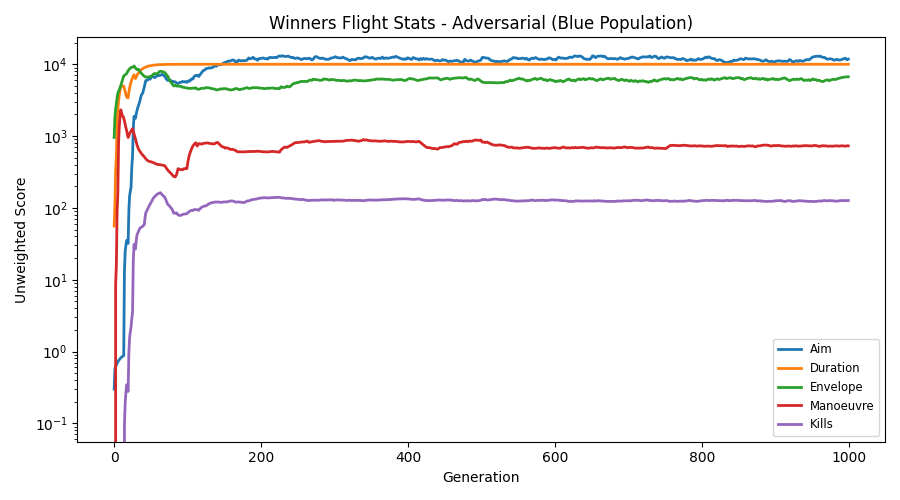 Winners Flight Stats - Adversarial (Blue Population)
Unweighted Score
10⁴
10³
10²
10¹
10⁰
10⁻¹
0 200 400 600 800 1000
Generation
Aim
Duration
Envelope
Manoeuvre
Kills